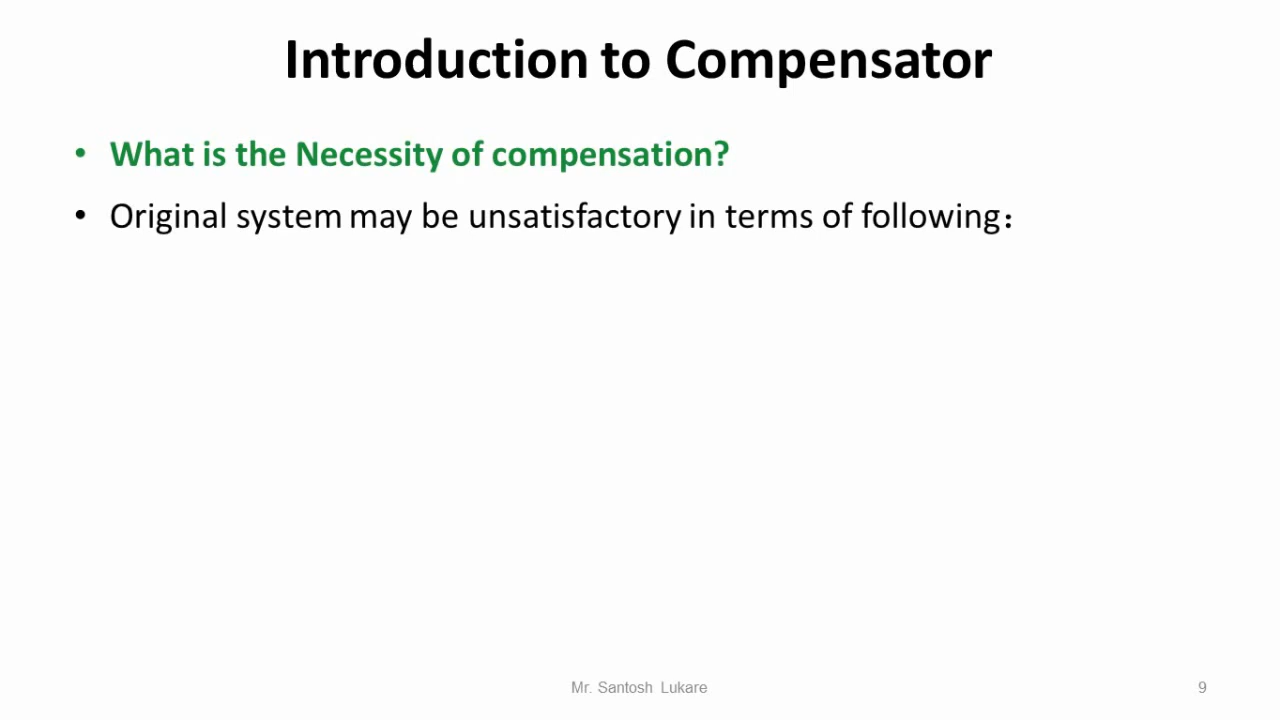 Introduction to Compensator
• What is the Necessity of compensation?
• Original system may be unsatisfactory in terms of following：
Mr. Santosh Lukare
9